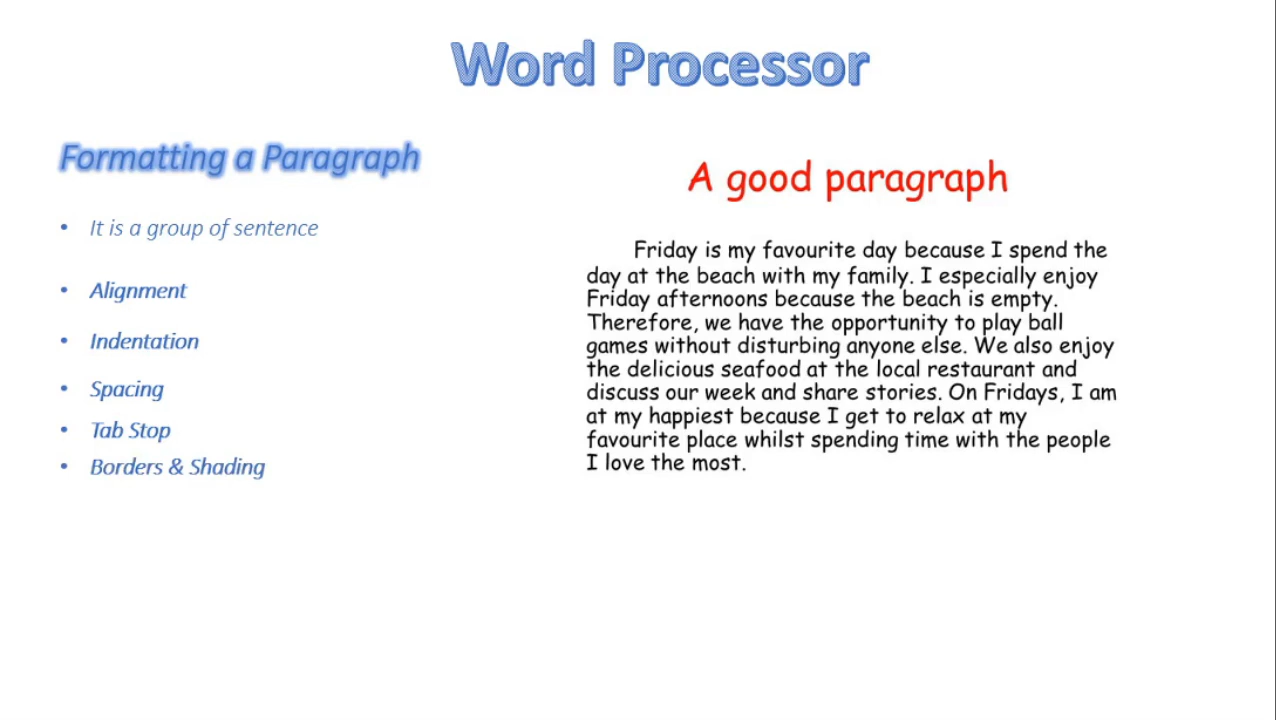 Word Processor
Formatting a Paragraph
• It is a group of sentence
• Alignment
• Indentation
• Spacing
• Tab Stop
• Borders & Shading
A good paragraph
Friday is my favourite day because I spend the
day at the beach with my family. I especially enjoy
Friday afternoons because the beach is empty.
Therefore, we have the opportunity to play ball
games without disturbing anyone else. We also enjoy
the delicious seafood at the local restaurant and
discuss our week and share stories. On Fridays, I am
at my happiest because I get to relax at my
favourite place whilst spending time with the people
I love the most.